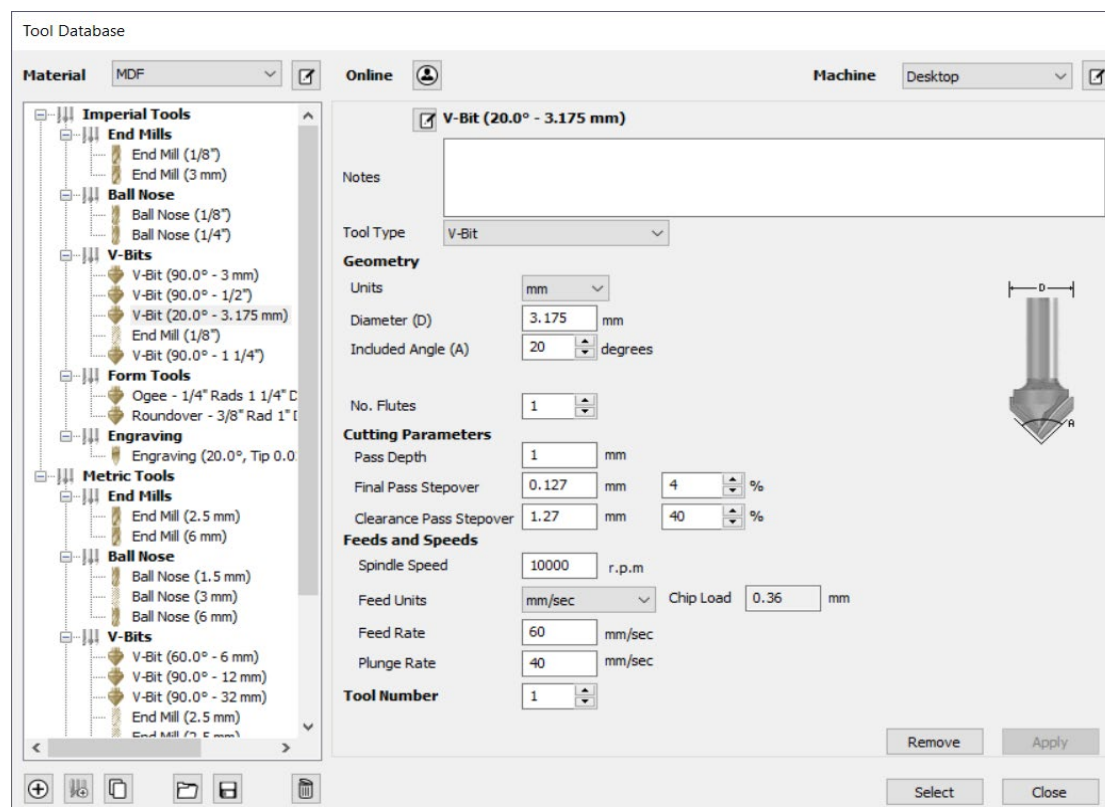 Tool Database
Material MDF Online Machine Desktop
Imperial Tools
End Mills
End Mill (1/8")
End Mill (3 mm)
Ball Nose
Ball Nose (1/8")
Ball Nose (1/4")
V-Bits
V-Bit (90.0° - 3 mm)
V-Bit (90.0° - 1/2")
V-Bit (20.0° - 3.175 mm)
End Mill (1/8")
V-Bit (90.0° - 1 1/4")
Form Tools
Ogee - 1/4" Rads 1 1/4" D
Roundover - 3/8" Rad 1" D
Engraving
Engraving (20.0°, Tip 0.0
Metric Tools
End Mills
End Mill (2.5 mm)
End Mill (6 mm)
Ball Nose
Ball Nose (1.5 mm)
Ball Nose (3 mm)
Ball Nose (6 mm)
V-Bits
V-Bit (60.0° - 6 mm)
V-Bit (90.0° - 12 mm)
V-Bit (90.0° - 32 mm)
End Mill (2.5 mm)
End Mill (2.5 mm)
V-Bit (20.0° - 3.175 mm)
Notes
Tool Type V-Bit
Geometry
Units mm
Diameter (D) 3.175 mm
Included Angle (A) 20 degrees
No. Flutes 1
Cutting Parameters
Pass Depth 1 mm
Final Pass Stepover 0.127 mm 4 %
Clearance Pass Stepover 1.27 mm 40 %
Feeds and Speeds
Spindle Speed 10000 r.p.m
Feed Units mm/sec Chip Load 0.36 mm
Feed Rate 60 mm/sec
Plunge Rate 40 mm/sec
Tool Number 1
D
A
Remove Apply
Select Close